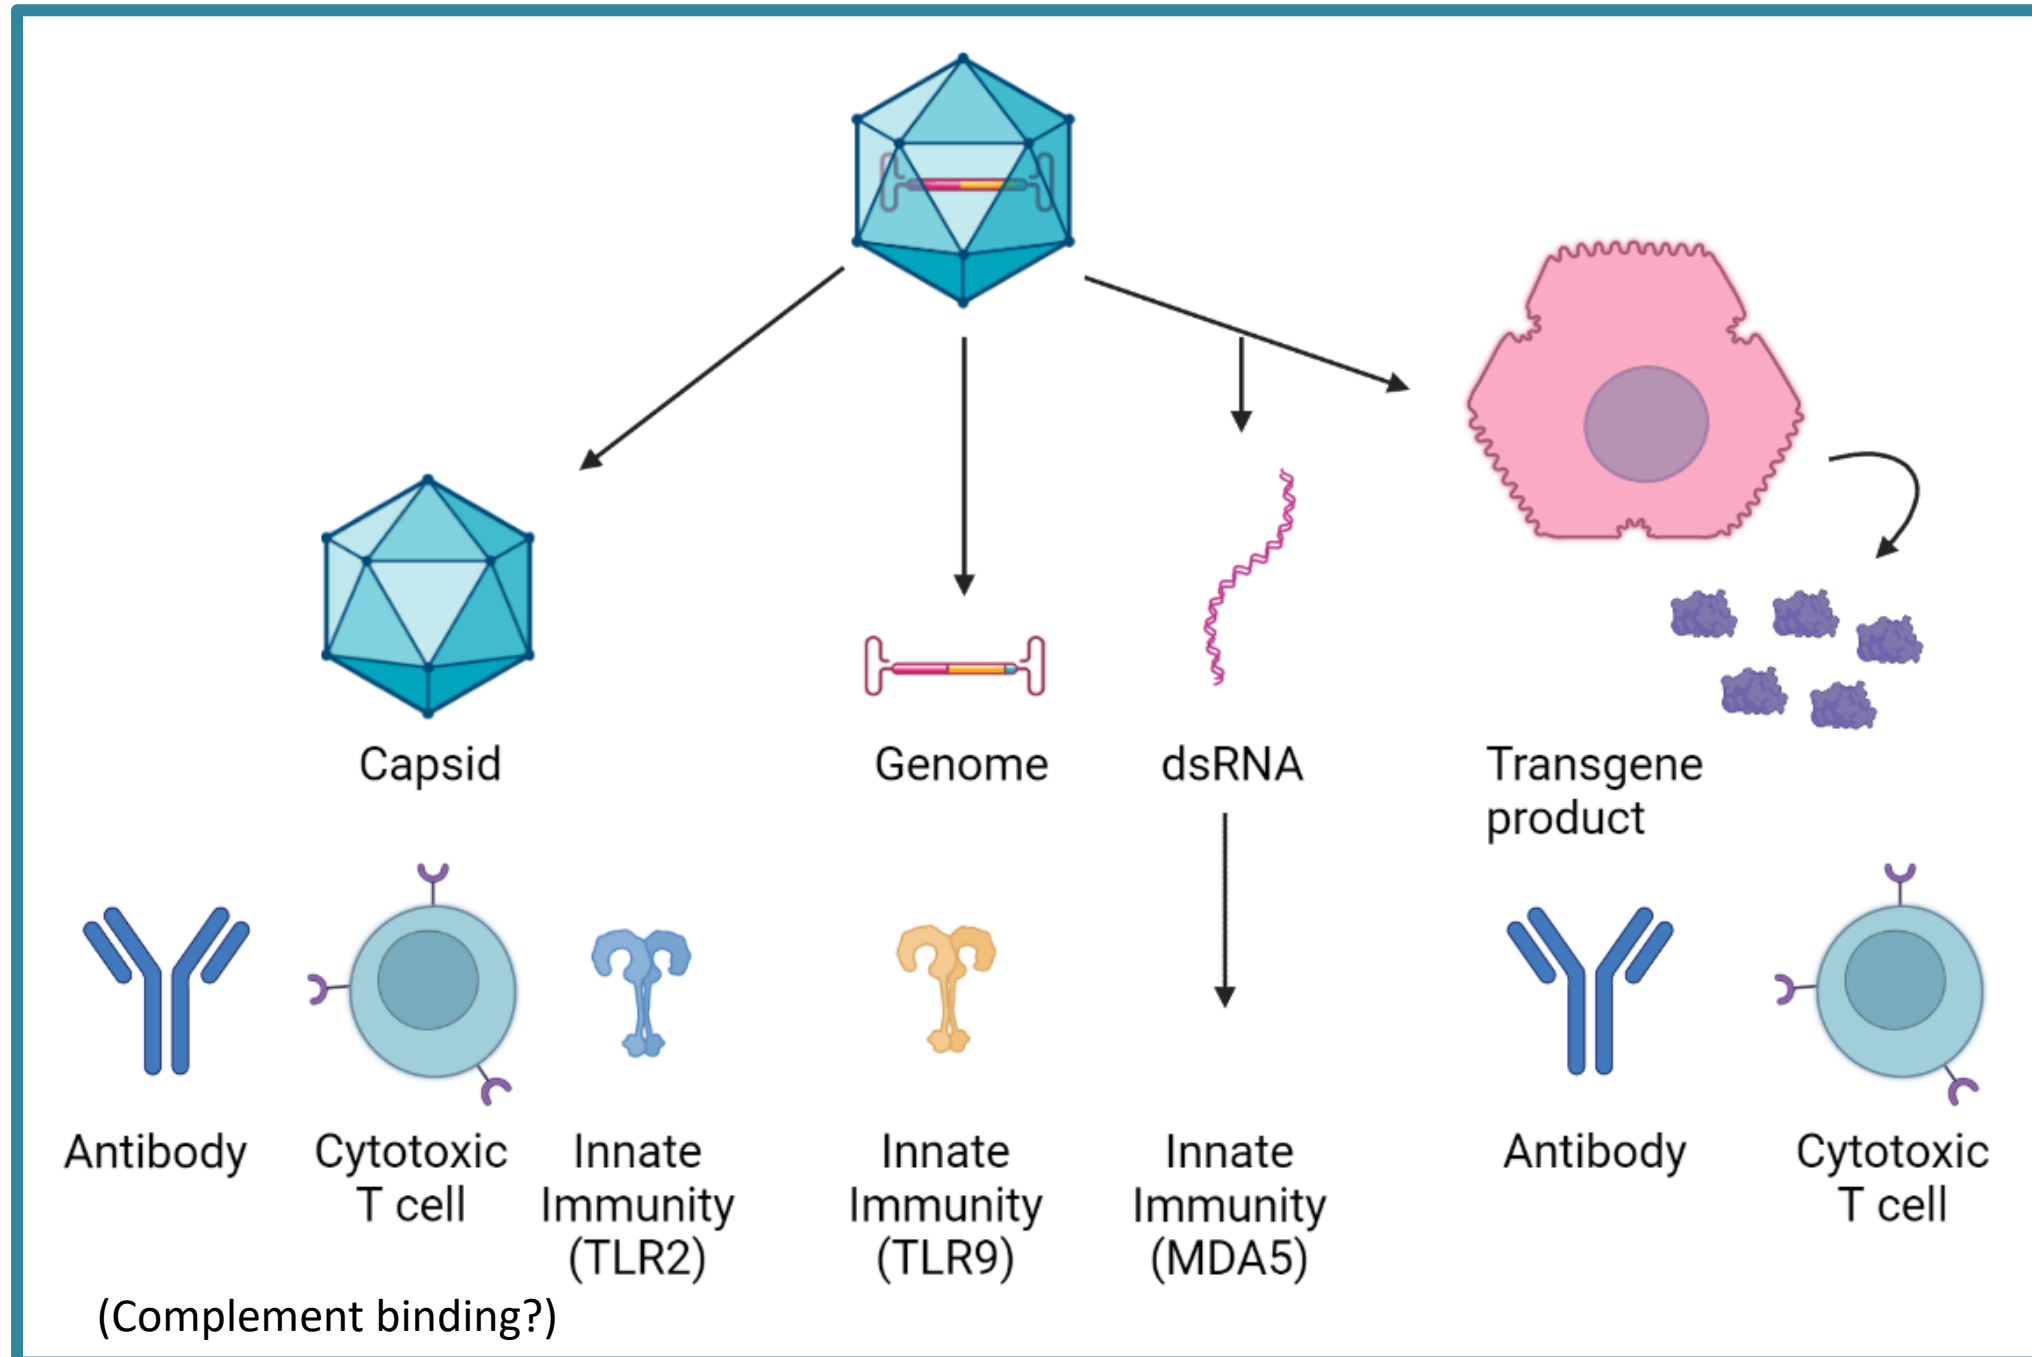 Capsid
Genome
dsRNA
Transgene
product
Antibody
Cytotoxic
T cell
Innate
Immunity
(TLR2)
Innate
Immunity
(TLR9)
Innate
Immunity
(MDA5)
Antibody
Cytotoxic
T cell
(Complement binding?)